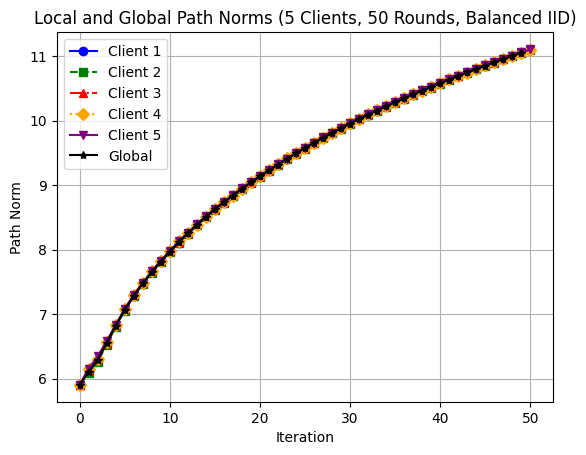 Local and Global Path Norms (5 Clients, 50 Rounds, Balanced IID)
Client 1
Client 2
Client 3
Client 4
Client 5
Global
Path Norm
11
10
9
8
7
6
0 10 20 30 40 50
Iteration